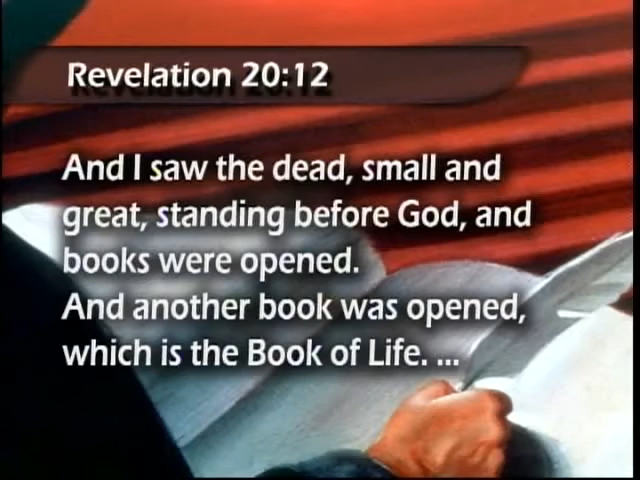 Revelation 20:12
And I saw the dead, small and
great, standing before God, and
books were opened.
And another book was opened,
which is the Book of Life. ...